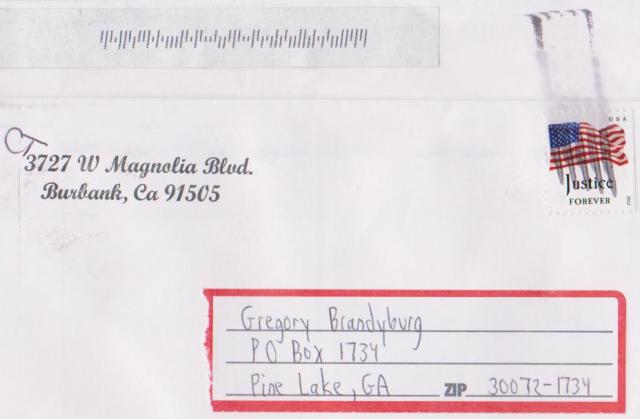 USA
Justice
FOREVER
2012
3727 W Magnolia Blvd.
Burbank, Ca 91505
Gregory Brandyburg
PO Box 1734
Pine Lake, GA ZIP 30072-1734